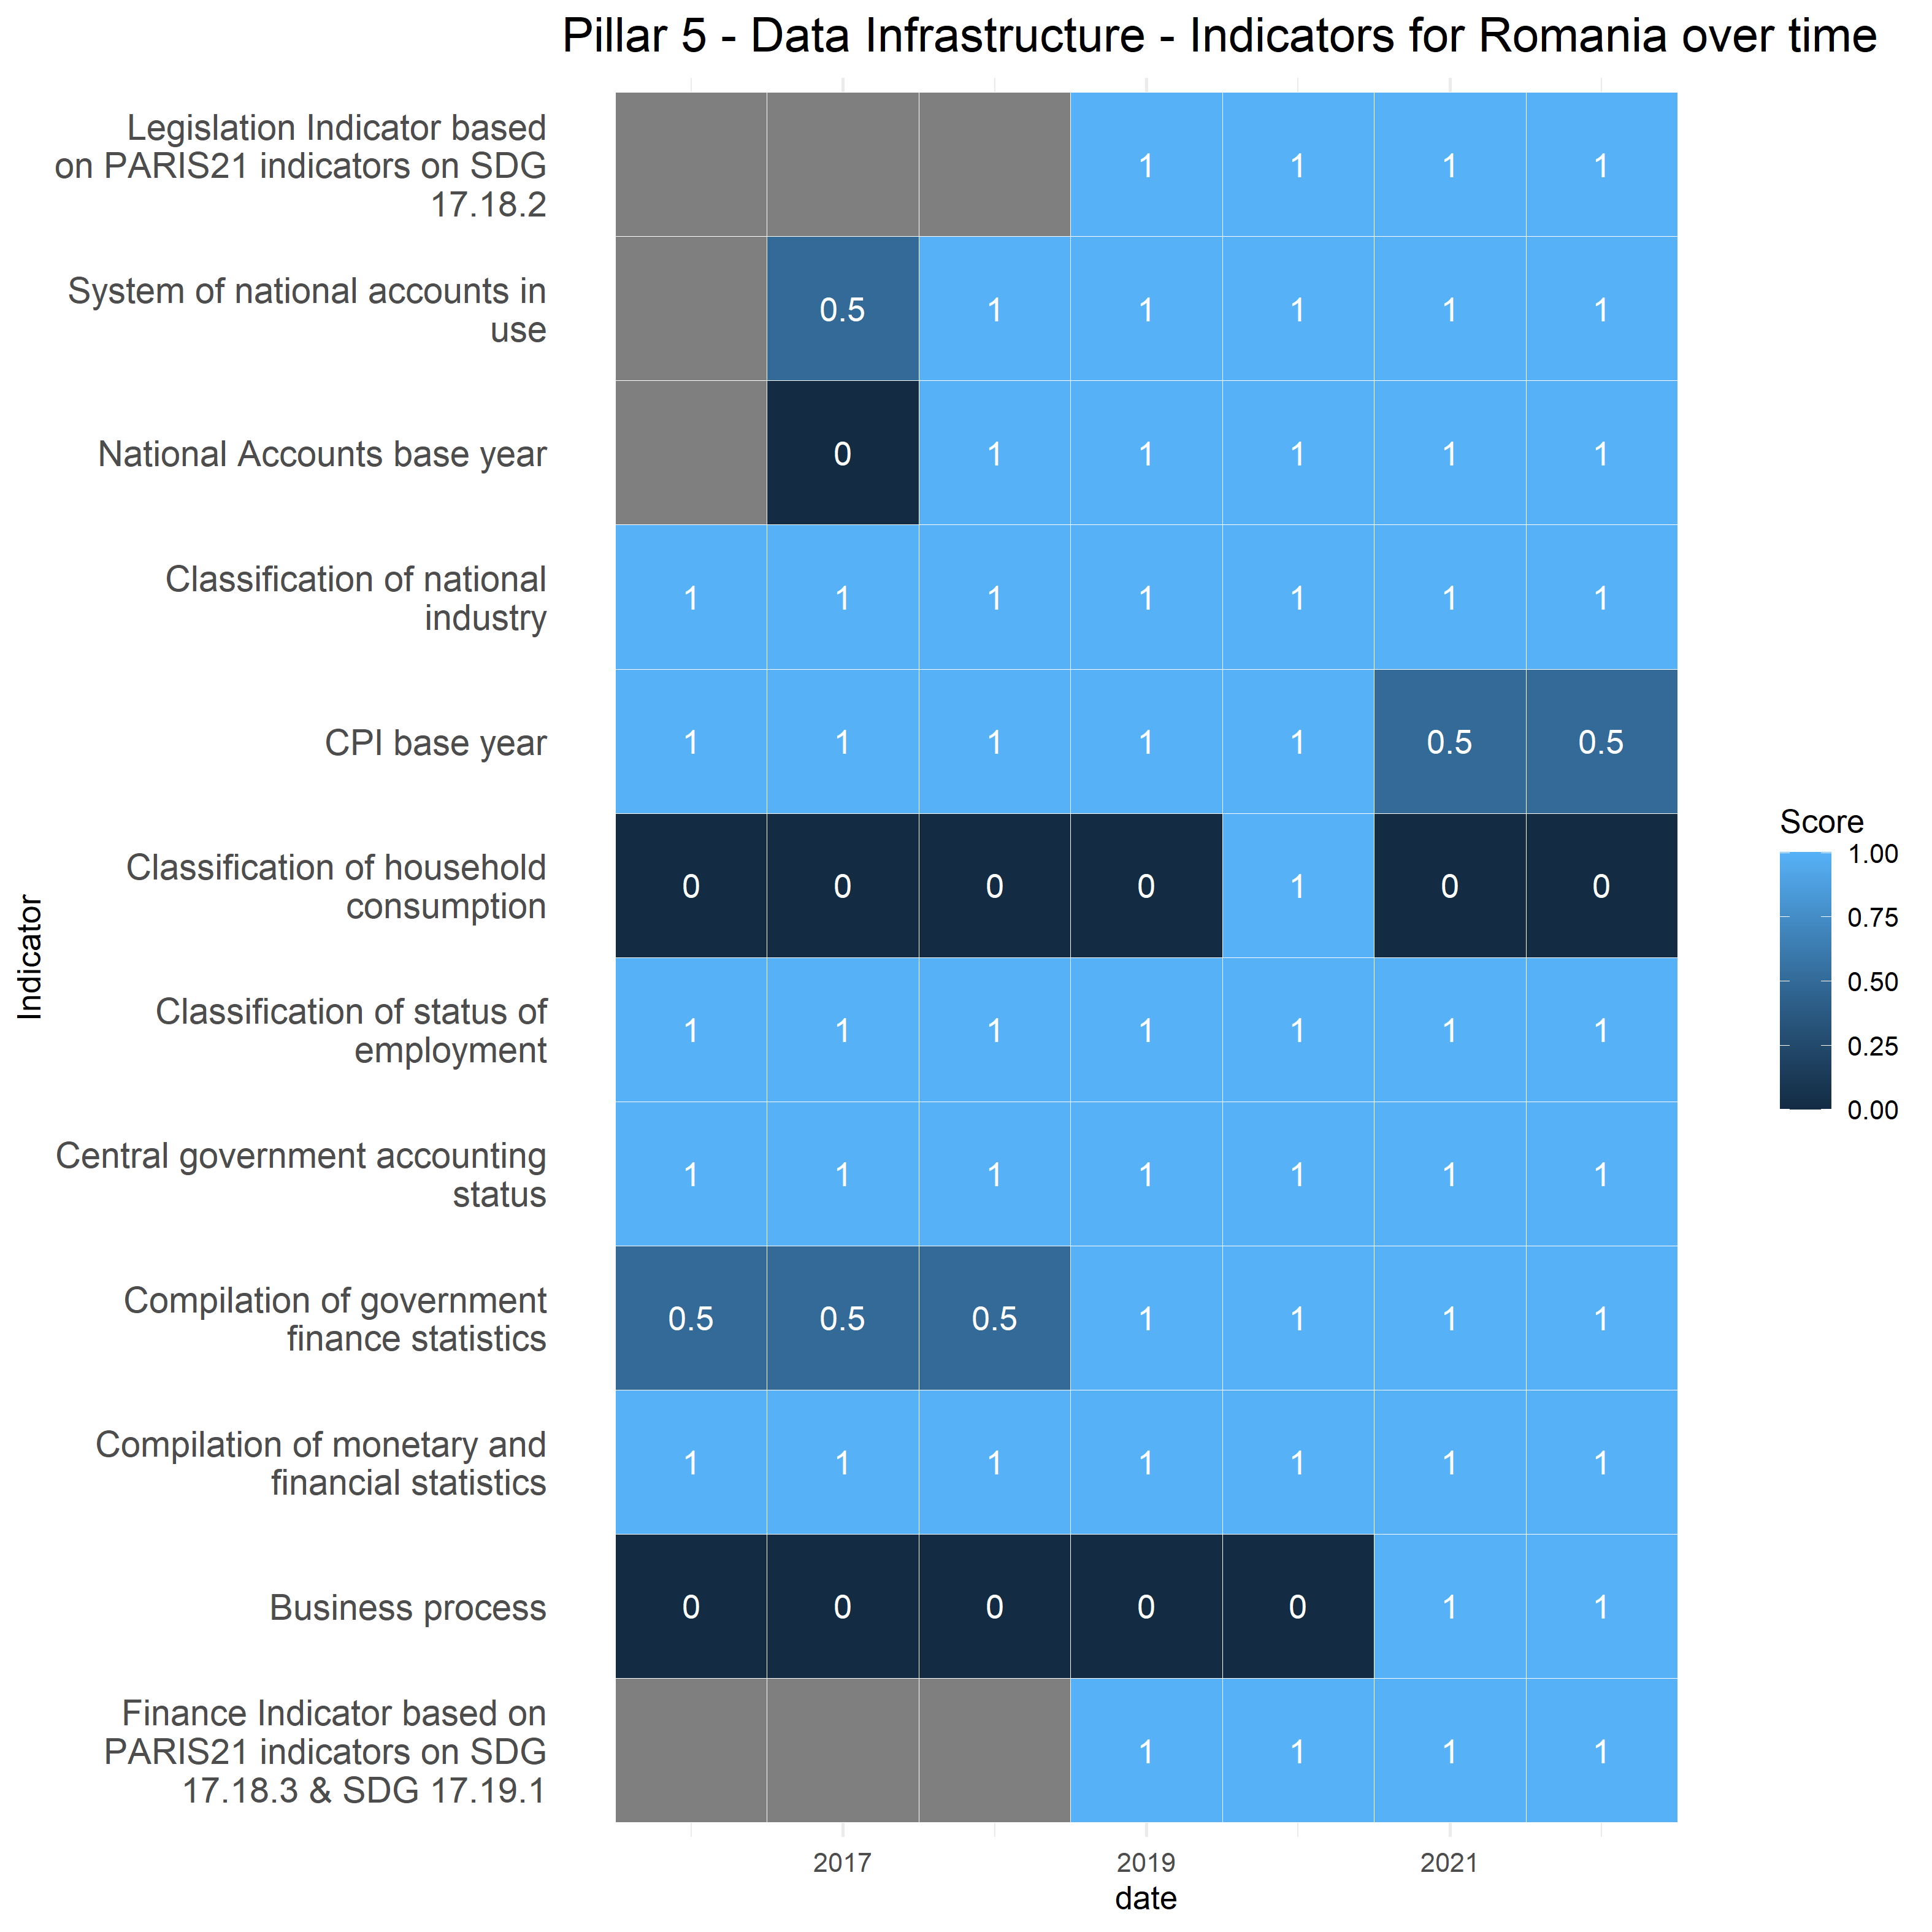 Pillar 5 - Data Infrastructure - Indicators for Romania over time
Legislation Indicator based
on PARIS21 indicators on SDG
17.18.2
1 1 1 1
System of national accounts in
use
0.5 1 1 1 1 1
National Accounts base year
0 1 1 1 1 1
Classification of national
industry
1 1 1 1 1 1 1
CPI base year
1 1 1 1 1 0.5 0.5
Classification of household
consumption
0 0 0 0 1 0 0
Classification of status of
employment
1 1 1 1 1 1 1
Central government accounting
status
1 1 1 1 1 1 1
Compilation of government
finance statistics
0.5 0.5 0.5 1 1 1 1
Compilation of monetary and
financial statistics
1 1 1 1 1 1 1
Business process
0 0 0 0 0 1 1
Finance Indicator based on
PARIS21 indicators on SDG
17.18.3 & SDG 17.19.1
1 1 1 1
Indicator
2017 2019 2021
date
Score
1.00
0.75
0.50
0.25
0.00